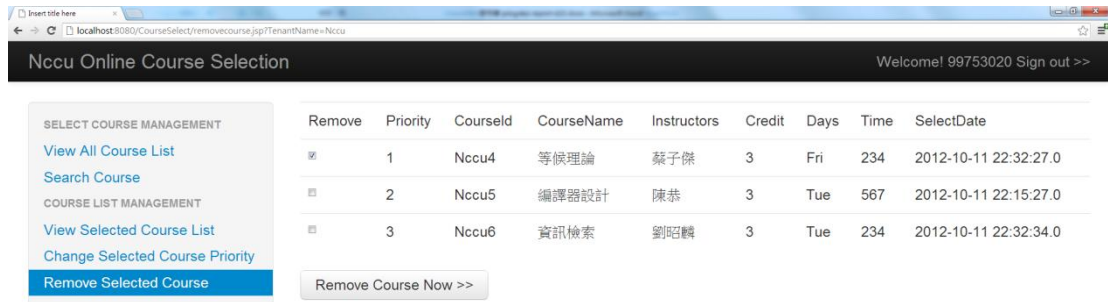 Insert title here
localhost:8080/CourseSelect/removecourse.jsp?TenantName=Nccu
Nccu Online Course Selection
Welcome! 99753020 Sign out >>
SELECT COURSE MANAGEMENT
View All Course List
Search Course
COURSE LIST MANAGEMENT
View Selected Course List
Change Selected Course Priority
Remove Selected Course
Remove Priority CourseId CourseName Instructors Credit Days Time SelectDate
1 Nccu4 等候理論 蔡子傑 3 Fri 234 2012-10-11 22:32:27.0
2 Nccu5 編譯器設計 陳恭 3 Tue 567 2012-10-11 22:15:27.0
3 Nccu6 資訊檢索 劉昭麟 3 Tue 234 2012-10-11 22:32:34.0
Remove Course Now >>